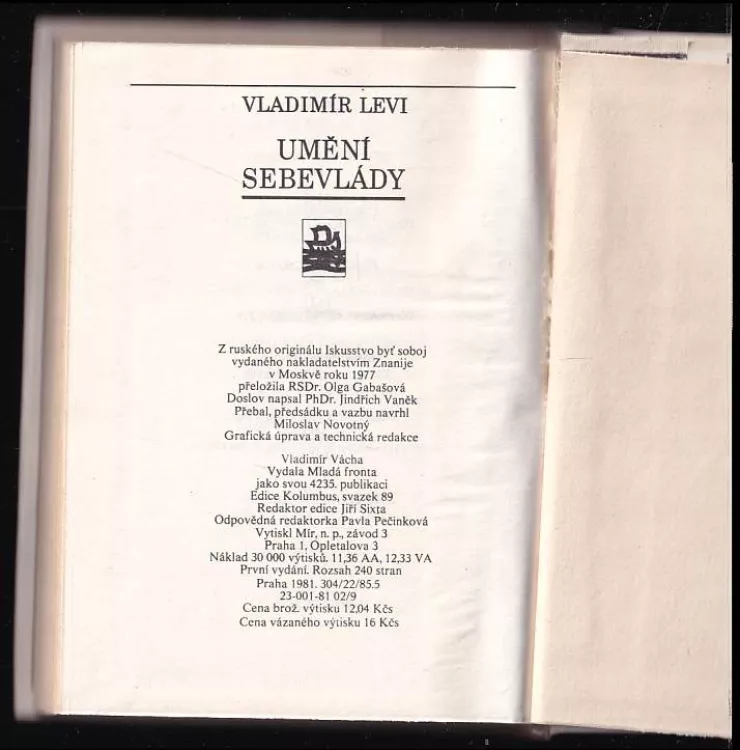 VLADIMÍR LEVI
UMĚNÍ
SEBEVLÁDY
Z ruského originálu Iskusstvo byť soboj
vydaného nakladatelstvím Znanije
v Moskvě roku 1977
přeložila RSDr. Olga Gabašová
Doslov napsal PhDr. Jindřich Vaněk
Přebal, předsádku a vazbu navrhl
Miloslav Novotný
Grafická úprava a technická redakce
Vladimír Vácha
Vydala Mladá fronta
jako svou 4235. publikaci
Edice Kolumbus, svazek 89
Redaktor edice Jiří Sixta
Odpovědná redaktorka Pavla Pečinková
Vytiskl Mír, n. p., závod 3
Praha 1, Opletalova 3
Náklad 30 000 výtisků. 11,36 AA, 12,33 VA
První vydání. Rozsah 240 stran
Praha 1981. 304/22/85.5
23-001-81 02/9
Cena brož. výtisku 12,04 Kčs
Cena vázaného výtisku 16 Kčs